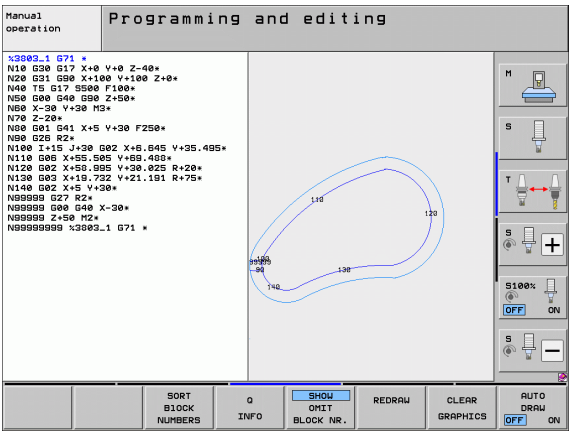 Manual
operation
Programming and editing
%3803_1 G71 *
N10 G30 G17 X+0 Y+0 Z-40*
N20 G31 G90 X+100 Y+100 Z+0*
N40 T5 G17 S500 F100*
N50 G00 G40 G90 Z+50*
N60 X-30 Y+30 M3*
N70 Z-20*
N80 G01 G41 X+5 Y+30 F250*
N90 G26 R2*
N100 I+15 J+30 G02 X+6.645 Y+35.495*
N110 G06 X+55.505 Y+69.488*
N120 G02 X+58.995 Y+30.025 R+20*
N130 G03 X+19.732 Y+21.191 R+75*
N140 G02 X+5 Y+30*
N99999 G27 R2*
N99999 G00 G40 X-30*
N99999 Z+50 M2*
N99999999 %3803_1 G71 *
110
120
100
99999
90
130
140
M
S
T
S
S100%
OFF ON
S
SORT
BlOCK
NUMBERS
Q
INFO
SHOW
OMIT
BLOCK NR.
REDRAW
CLEAR
GRAPHICS
AUTO
DRAW
OFF ON